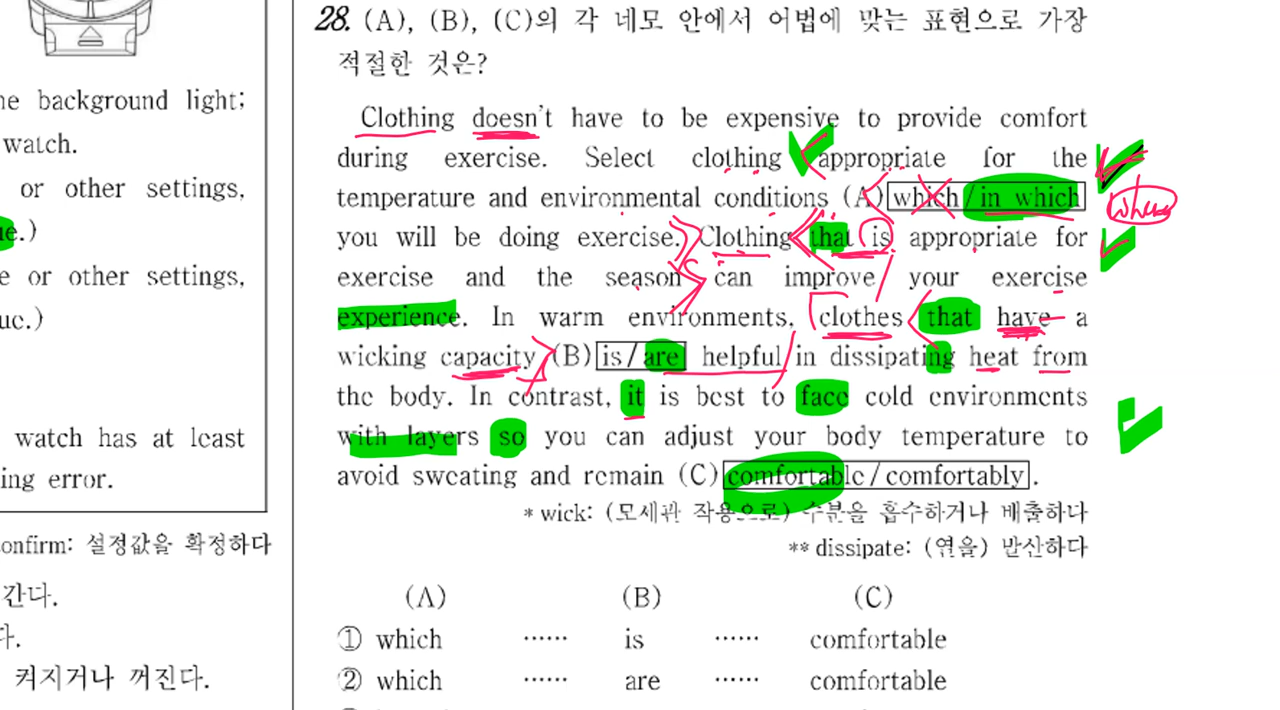 ne background light;
watch.
or other settings,
ue.)
e or other settings,
uc.)
watch has at least
ing error.
onfirm: 설정값을 확정하다
간다.
다.
켜지거나 꺼진다.
28. (A), (B), (C)의 각 네모 안에서 어법에 맞는 표현으로 가장
적절한 것은?
Clothing doesn't have to be expensive to provide comfort
during exercise. Select clothing appropriate for the
temperature and environmental conditions (A) which / in which
where
you will be doing exercise. Clothing that is appropriate for
exercise and the season can improve your exercise
experience. In warm environments, clothes that have a
wicking capacity (B) is / are helpful in dissipating heat from
the body. In contrast, it is best to face cold environments
with layers so you can adjust your body temperature to
avoid sweating and remain (C) comfortable / comfortably.
* wick: (모세관 작용으로) 수분을 흡수하거나 배출하다
** dissipate: (열을) 발산하다
(A) (B) (C)
① which …… is …… comfortable
② which …… are …… comfortable